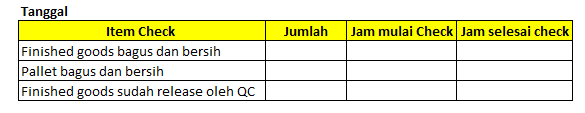 Tanggal
Item Check Jumlah Jam mulai Check Jam selesai check
Finished goods bagus dan bersih
Pallet bagus dan bersih
Finished goods sudah release oleh QC